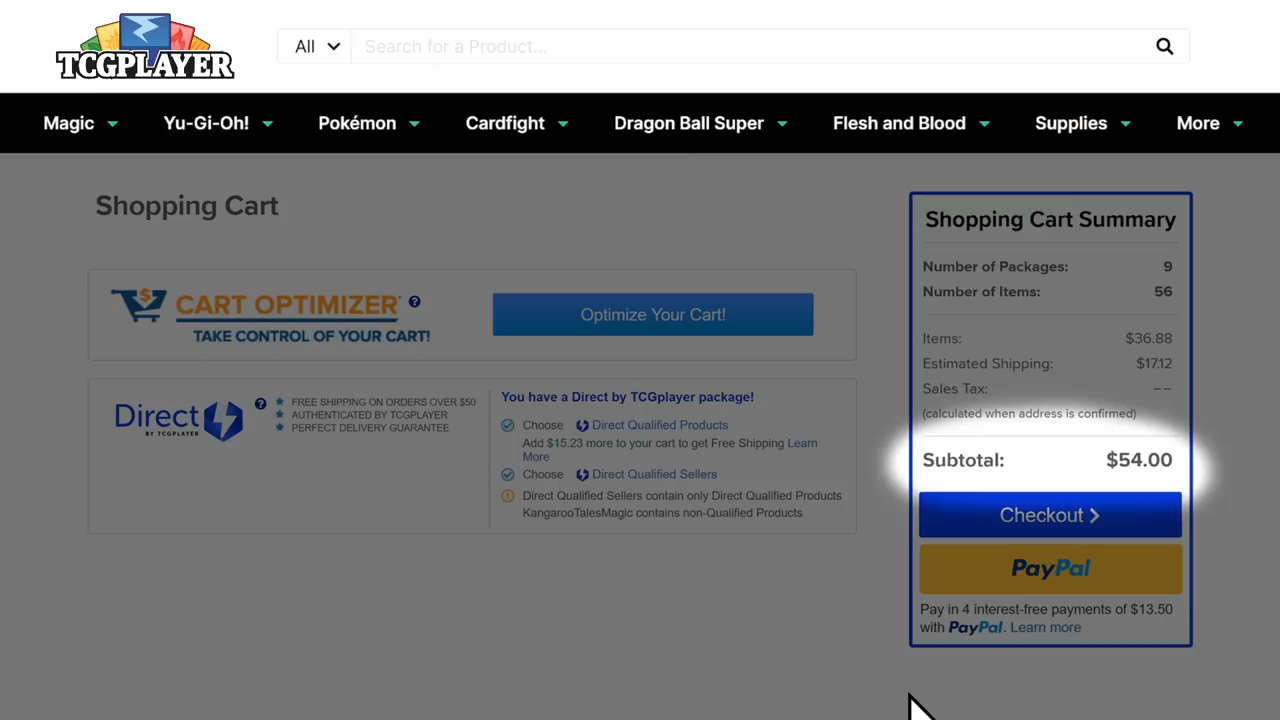 TCGPLAYER
All
Search for a Product...
Magic
Yu-Gi-Oh!
Pokémon
Cardfight
Dragon Ball Super
Flesh and Blood
Supplies
More
Shopping Cart
CART OPTIMIZER
?
TAKE CONTROL OF YOUR CART!
Optimize Your Cart!
Direct
BY TCGPLAYER
?
FREE SHIPPING ON ORDERS OVER $50
AUTHENTICATED BY TCGPLAYER
PERFECT DELIVERY GUARANTEE
You have a Direct by TCGplayer package!
Choose Direct Qualified Products
Add $15.23 more to your cart to get Free Shipping Learn
More
Choose Direct Qualified Sellers
Direct Qualified Sellers contain only Direct Qualified Products
KangarooTalesMagic contains non-Qualified Products
Shopping Cart Summary
Number of Packages: 9
Number of Items: 56
Items: $36.88
Estimated Shipping: $17.12
Sales Tax: --
(calculated when address is confirmed)
Subtotal: $54.00
Checkout
PayPal
Pay in 4 interest-free payments of $13.50
with PayPal. Learn more